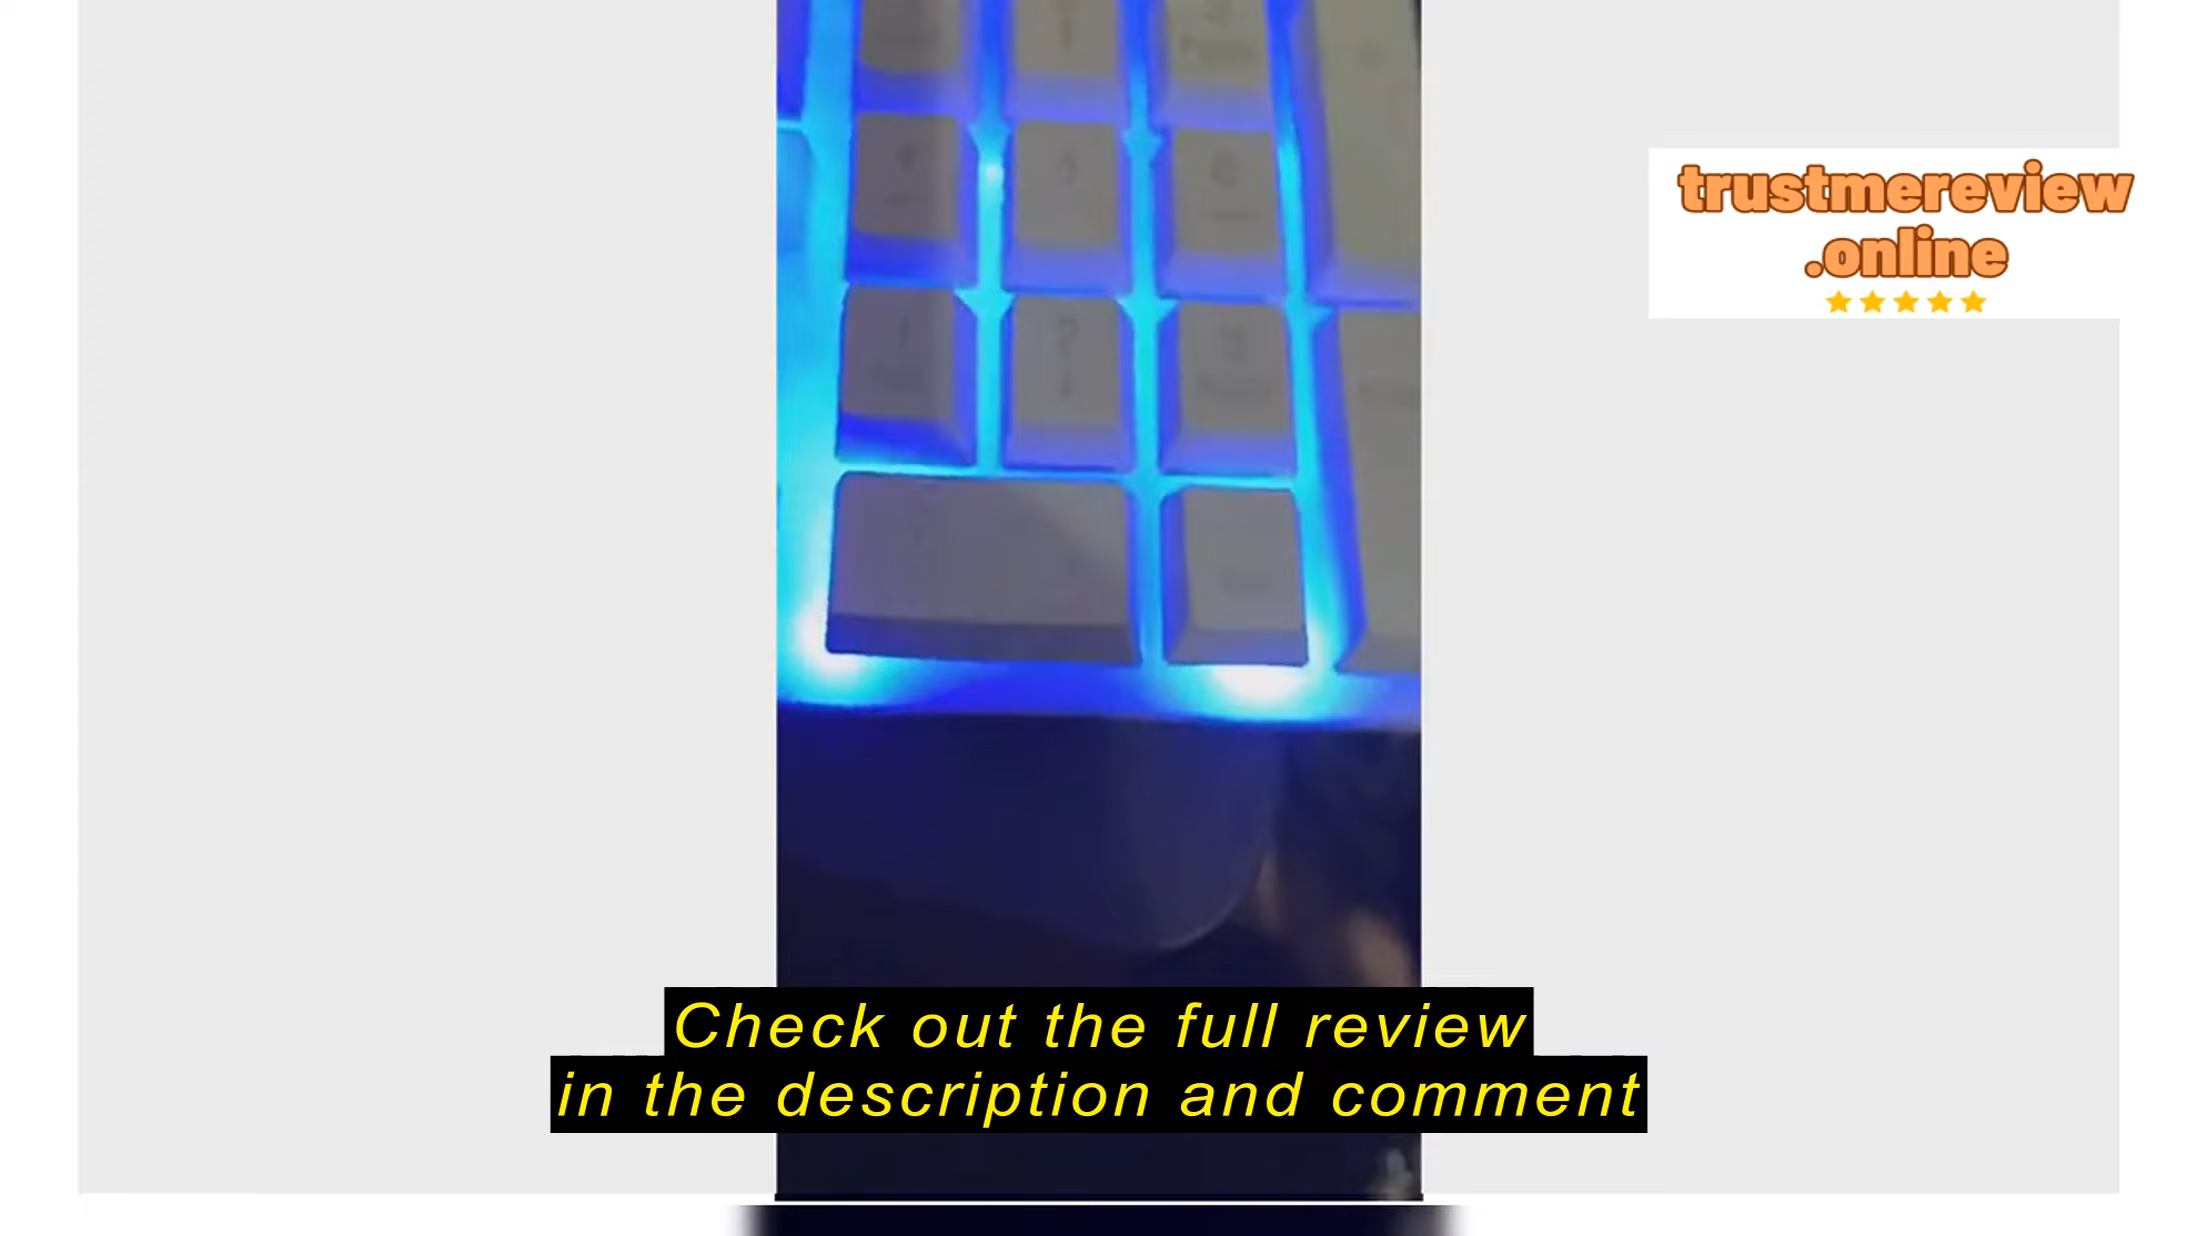 trustmereview
.online
Check out the full review
in the description and comment